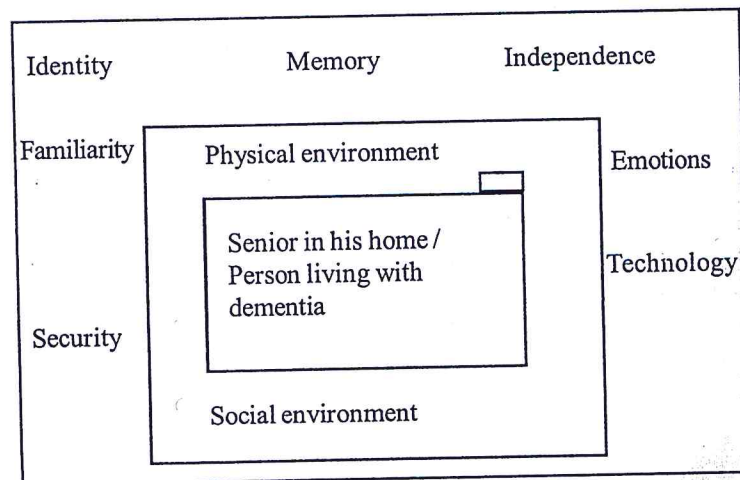 Identity Memory Independence
Familiarity Physical environment Emotions
Senior in his home /
Person living with
dementia
Technology
Security
Social environment